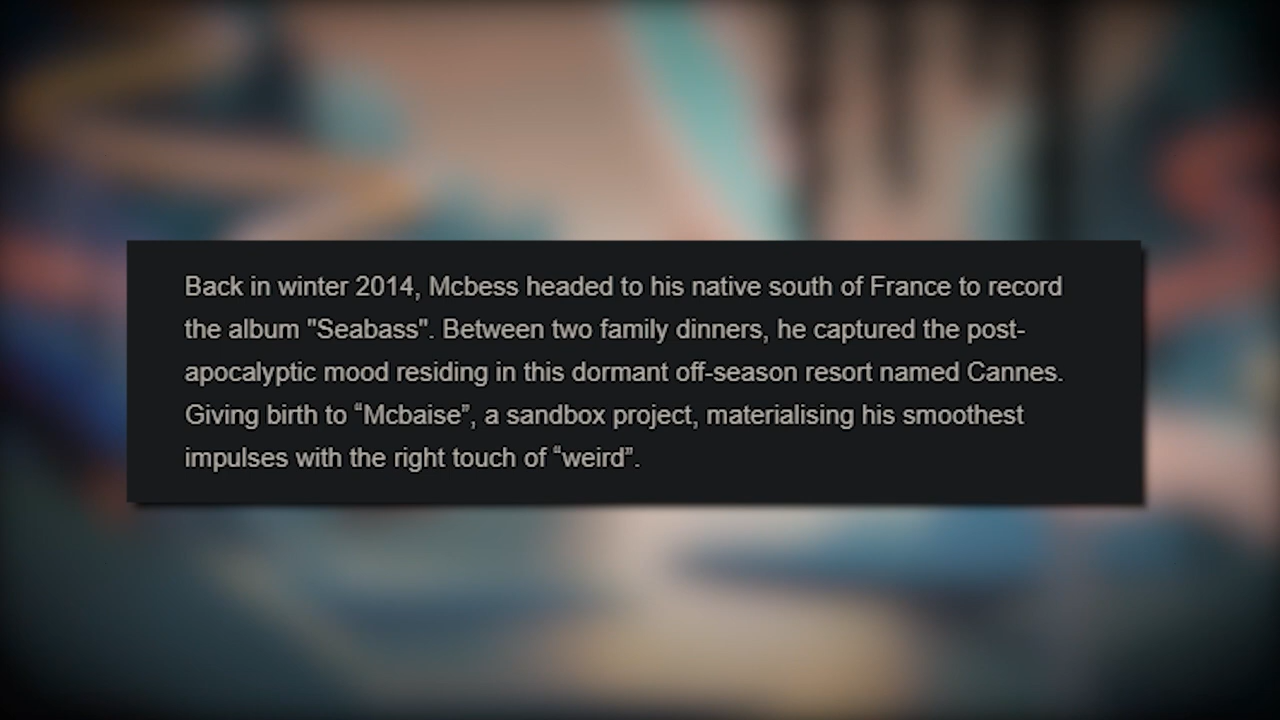 Back in winter 2014, Mcbess headed to his native south of France to record
the album "Seabass". Between two family dinners, he captured the post-
apocalyptic mood residing in this dormant off-season resort named Cannes.
Giving birth to “Mcbaise”, a sandbox project, materialising his smoothest
impulses with the right touch of “weird”.